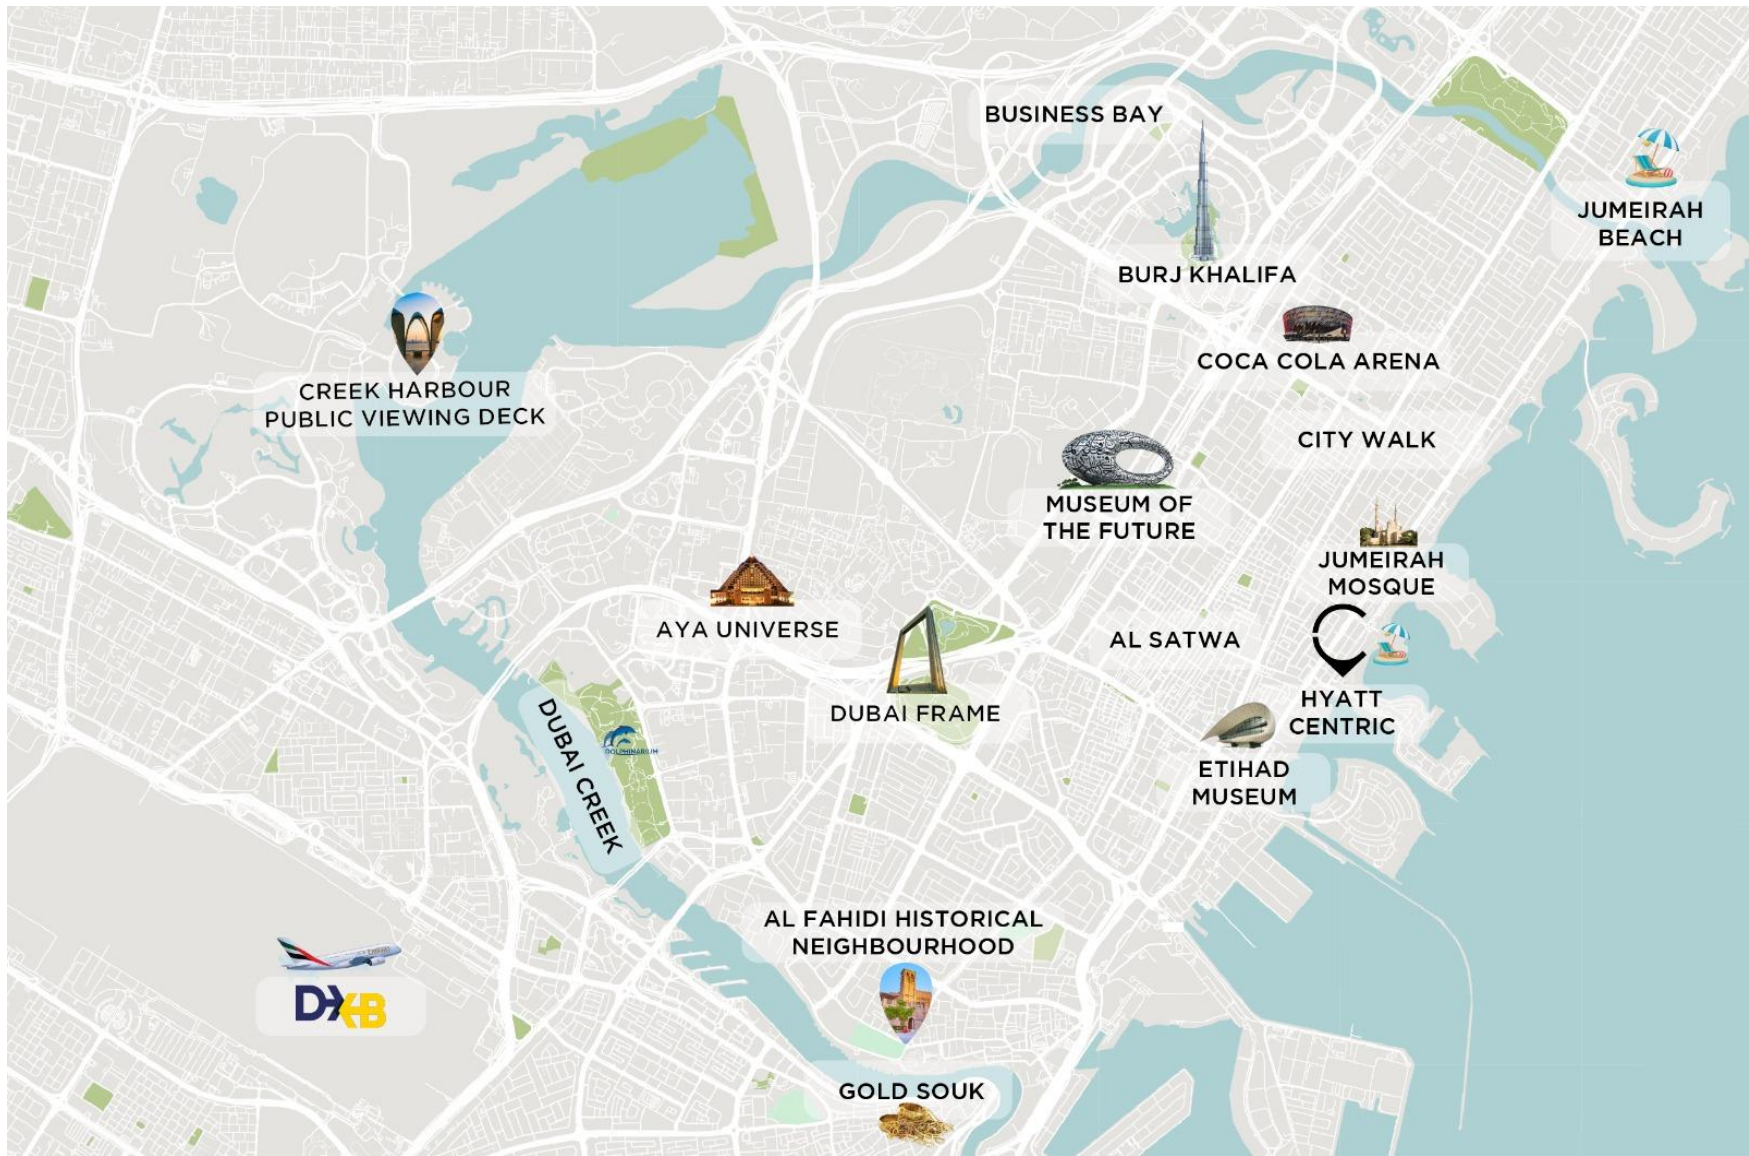 BUSINESS BAY
JUMEIRAH
BEACH
BURJ KHALIFA
COCA COLA ARENA
CREEK HARBOUR
PUBLIC VIEWING DECK
CITY WALK
MUSEUM OF
THE FUTURE
JUMEIRAH
MOSQUE
AYA UNIVERSE
AL SATWA
HYATT
CENTRIC
DUBAI FRAME
DUBAI CREEK
DOLPHINARIUM
ETIHAD
MUSEUM
AL FAHIDI HISTORICAL
NEIGHBOURHOOD
DXB
GOLD SOUK